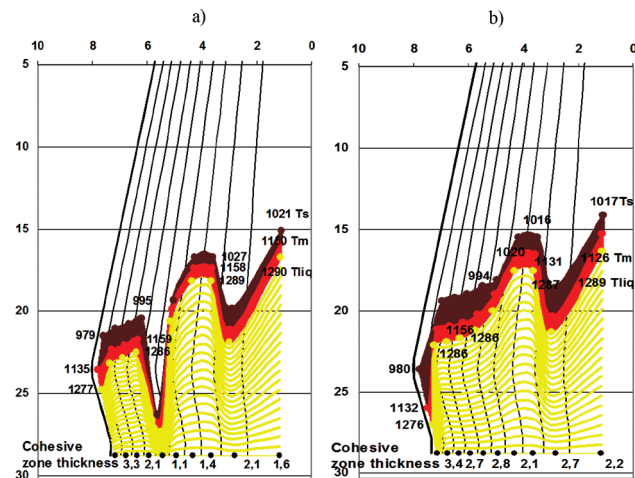 a)
10 8 6 4 2 0
5
10
15
20
25
30
1021 Ts
1150 Tm
1290 Tliq
1027
1158
1289
995
979
1159
1286
1135
1277
Cohesive
zone thickness
3,3 2,1 1,1 1,4 2,1 1,6
b)
10 8 6 4 2 0
5
10
15
20
25
30
1017 Ts
1016
1020
1131
1126 Tm
994
1287
1289 Tliq
1156
1286
1286
980
1132
1276
Cohesive
zone thickness
3,4 2,7 2,8 2,1 2,7 2,2